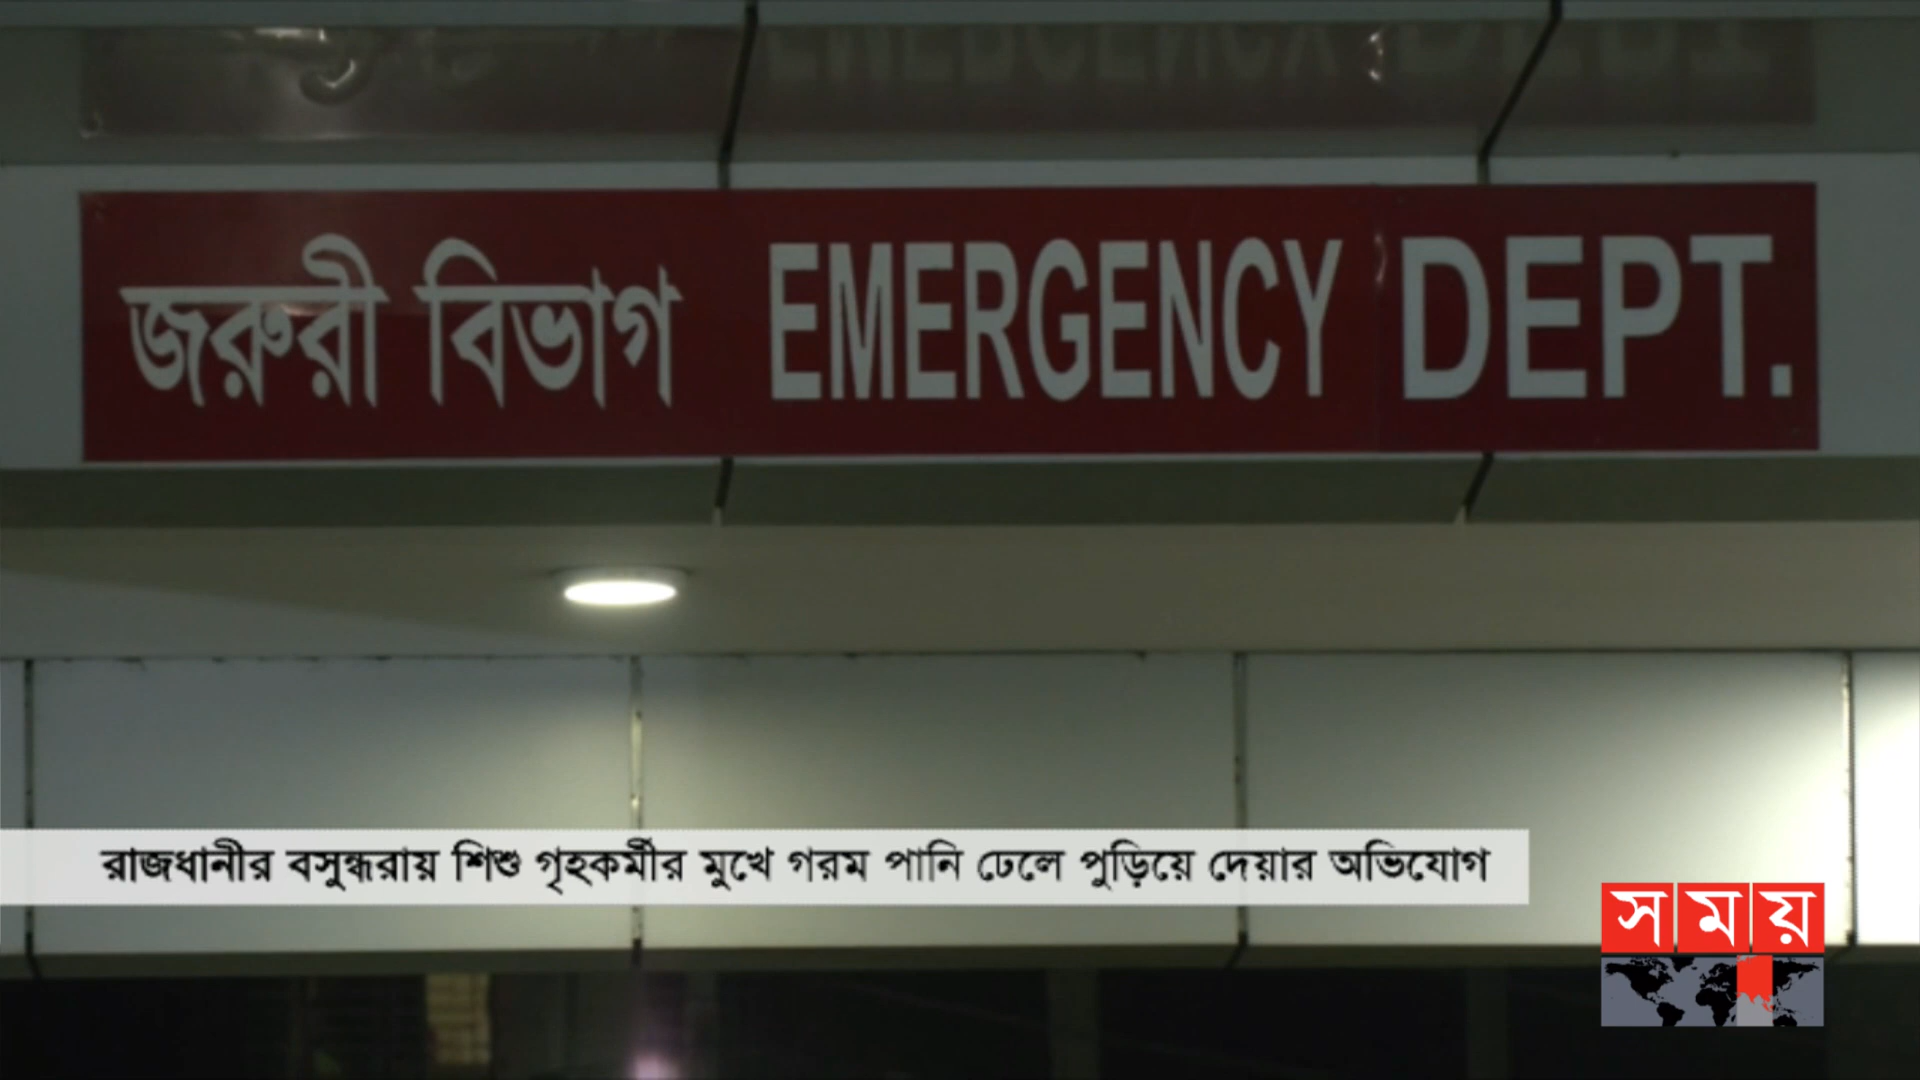 জরুরী বিভাগ EMERGENCY DEPT.
রাজধানীর বসুন্ধরায় শিশু গৃহকর্মীর মুখে গরম পানি ঢেলে পুড়িয়ে দেয়ার অভিযোগ
সময়